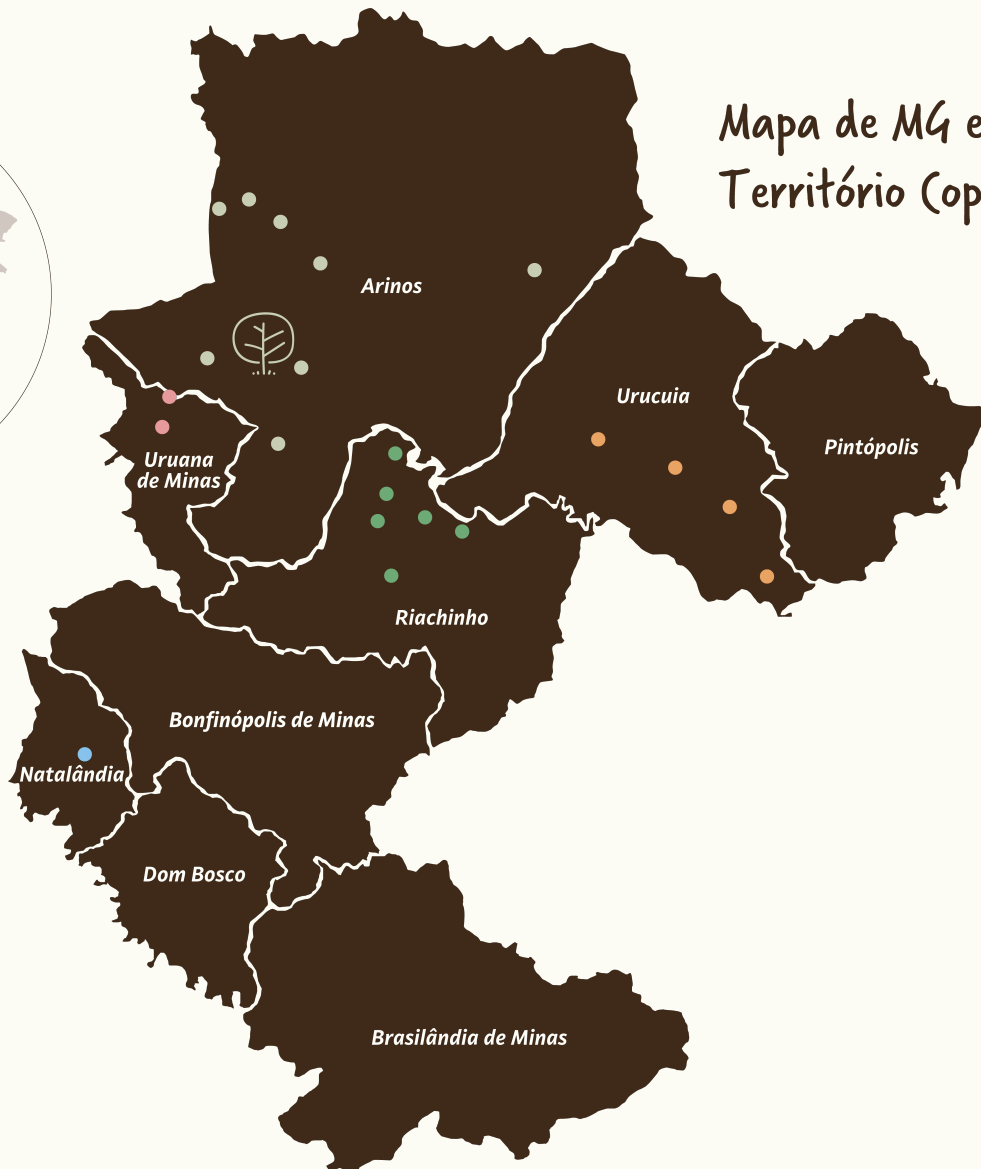 Mapa de MG e
Território Cop
Arinos
Urucuia
Pintópolis
Uruana
de Minas
Riachinho
Bonfinópolis de Minas
Natalândia
Dom Bosco
Brasilândia de Minas